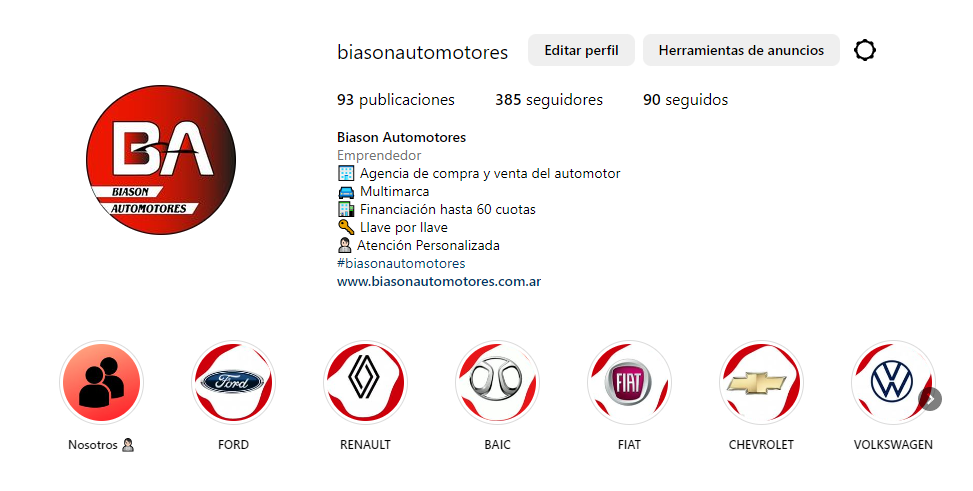 biasonautomotores Editar perfil Herramientas de anuncios
93 publicaciones 385 seguidores 90 seguidos
BA
BIASON
AUTOMOTORES
Biason Automotores
Emprendedor
Agencia de compra y venta del automotor
Multimarca
Financiación hasta 60 cuotas
Llave por llave
Atención Personalizada
#biasonautomotores
www.biasonautomotores.com.ar
Ford
FIAT
Nosotros FORD RENAULT BAIC FIAT CHEVROLET VOLKSWAGEN